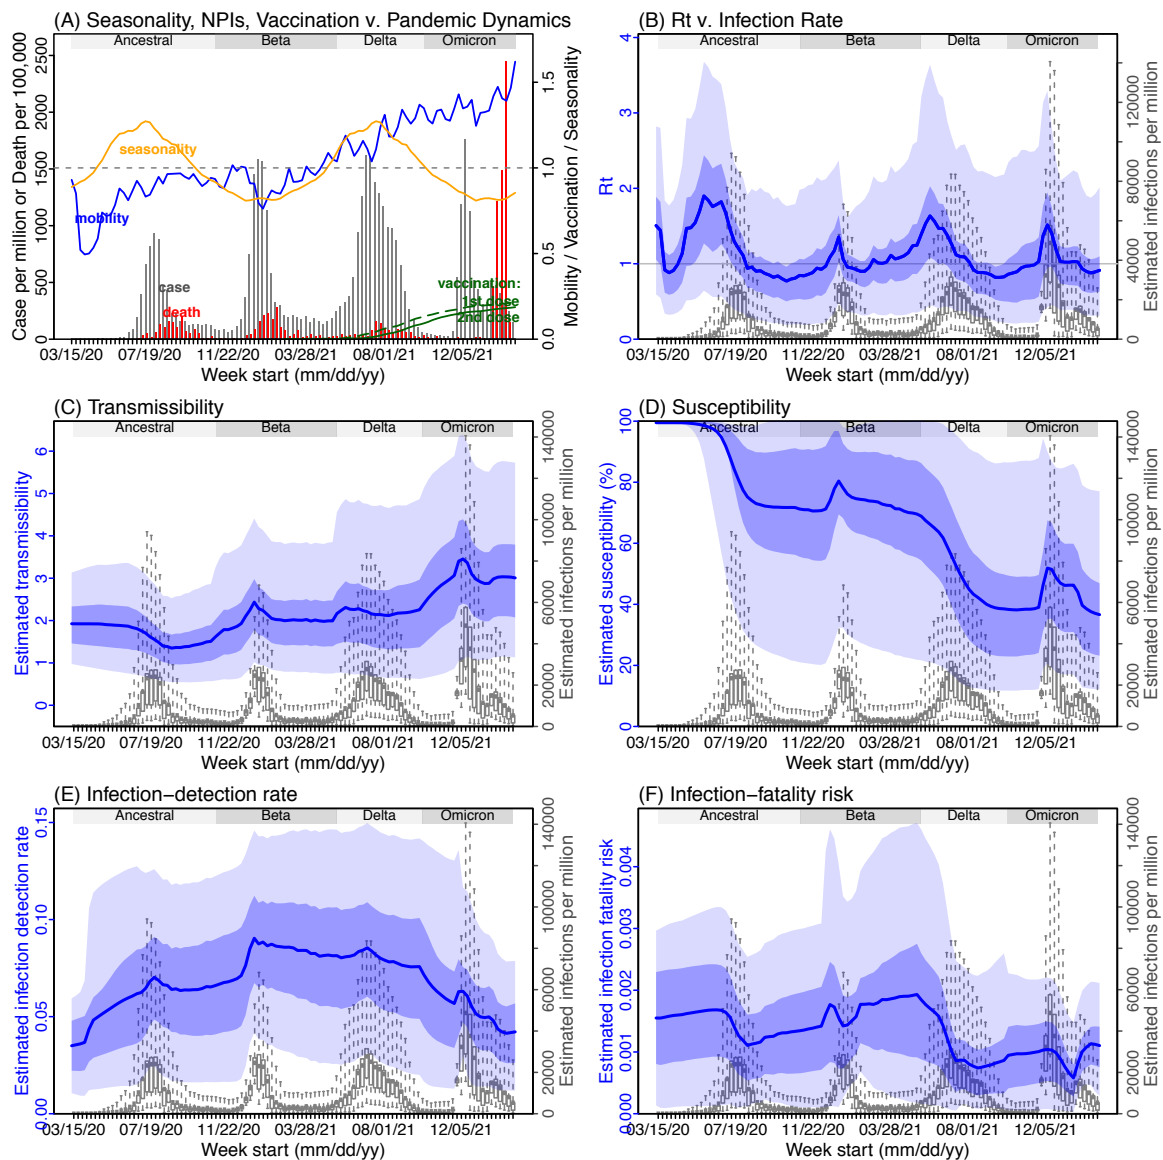 (A) Seasonality, NPIs, Vaccination v. Pandemic Dynamics
Ancestral Beta Delta Omicron
Case per million or Death per 100,000
0 500 1000 1500 2000 2500
seasonality
mobility
case
death
vaccination:
1st dose
2nd dose
0.0 0.5 1.0 1.5
Mobility / Vaccination / Seasonality
03/15/20 07/19/20 11/22/20 03/28/21 08/01/21 12/05/21
Week start (mm/dd/yy)
(B) Rt v. Infection Rate
Ancestral Beta Delta Omicron
Rt
0 1 2 3 4
0 40000 80000 120000
Estimated infections per million
03/15/20 07/19/20 11/22/20 03/28/21 08/01/21 12/05/21
Week start (mm/dd/yy)
(C) Transmissibility
Ancestral Beta Delta Omicron
Estimated transmissibility
0 1 2 3 4 5 6
0 20000 60000 100000 140000
Estimated infections per million
03/15/20 07/19/20 11/22/20 03/28/21 08/01/21 12/05/21
Week start (mm/dd/yy)
(D) Susceptibility
Ancestral Beta Delta Omicron
Estimated susceptibility (%)
0 20 40 60 80 100
0 20000 60000 100000 140000
Estimated infections per million
03/15/20 07/19/20 11/22/20 03/28/21 08/01/21 12/05/21
Week start (mm/dd/yy)
(E) Infection−detection rate
Ancestral Beta Delta Omicron
Estimated infection detection rate
0.00 0.05 0.10 0.15
0 20000 60000 100000 140000
Estimated infections per million
03/15/20 07/19/20 11/22/20 03/28/21 08/01/21 12/05/21
Week start (mm/dd/yy)
(F) Infection−fatality risk
Ancestral Beta Delta Omicron
Estimated infection fatality risk
0.000 0.001 0.002 0.003 0.004
0 20000 60000 100000 140000
Estimated infections per million
03/15/20 07/19/20 11/22/20 03/28/21 08/01/21 12/05/21
Week start (mm/dd/yy)